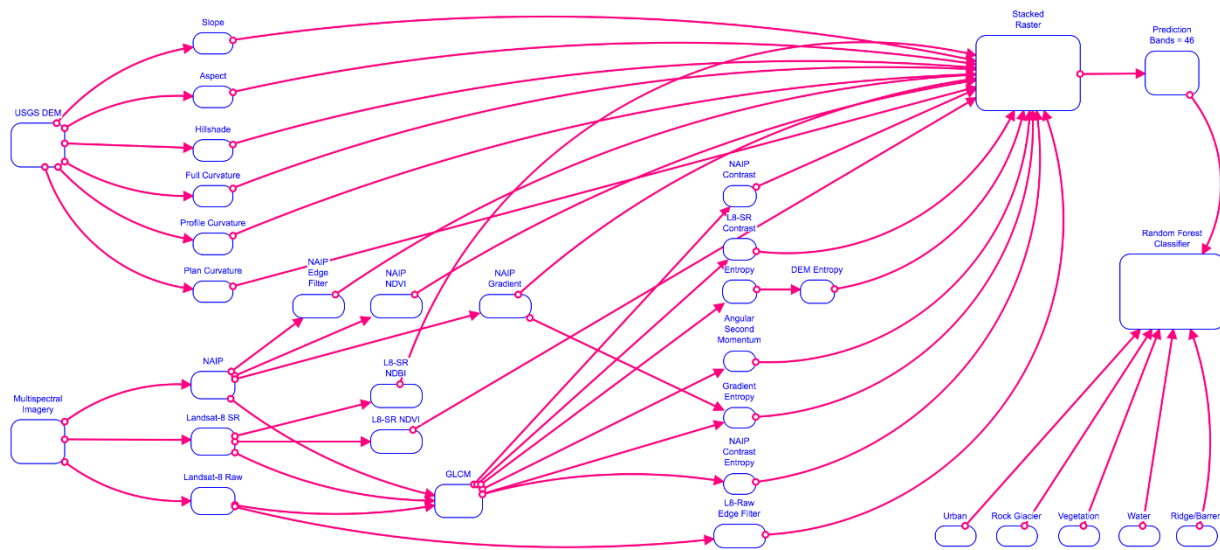 Slope
Stacked
Raster
Prediction
Bands = 46
Aspect
USGS DEM
Hillshade
Full Curvature
NAIP
Contrast
Profile Curvature
L8-SR
Contrast
Random Forest
Classifier
Plan Curvature
NAIP
Edge
Filter
NAIP
NDVI
NAIP
Gradient
Entropy
DEM Entropy
Angular
Second
Momentum
NAIP
L8-SR
NDBI
Multispectral
Imagery
Landsat-8 SR
L8-SR NDVI
Gradient
Entropy
NAIP
Contrast
Entropy
Landsat-8 Raw
GLCM
L8-Raw
Edge Filter
Urban
Rock Glacier
Vegetation
Water
Ridge/Barren